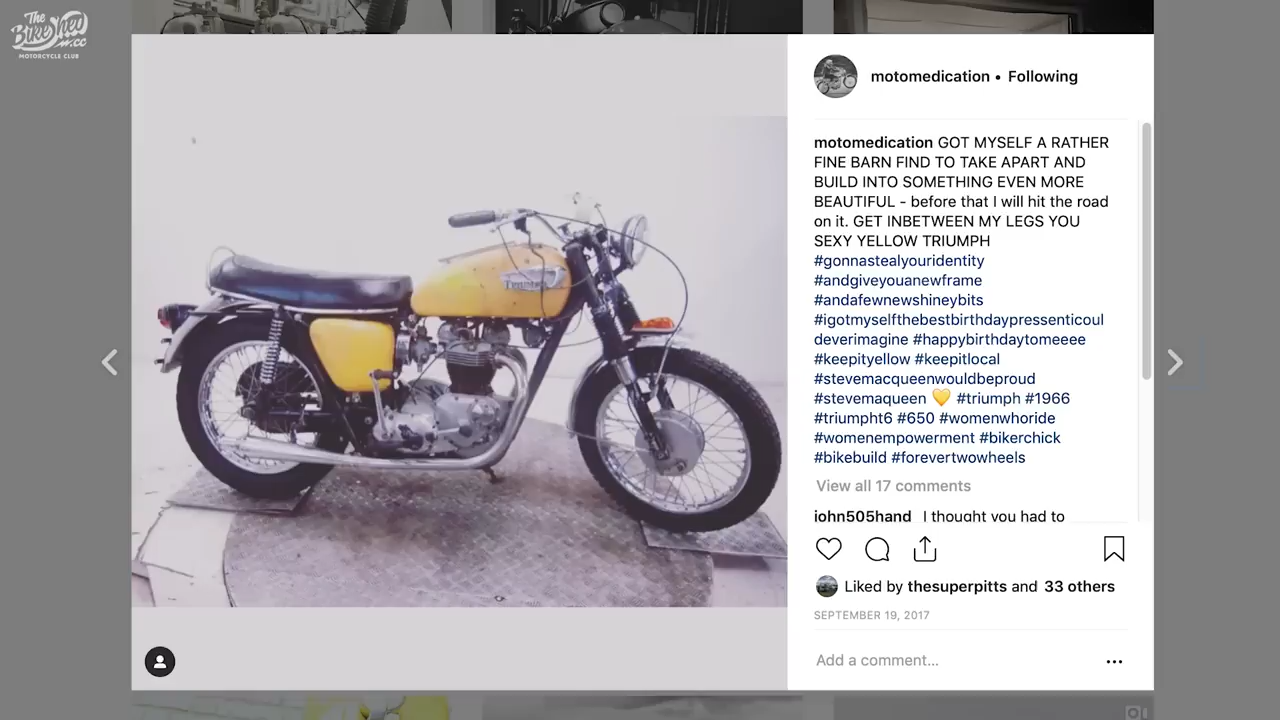 The
Bike Shed
.cc
MOTORCYCLE CLUB
motomedication • Following
motomedication GOT MYSELF A RATHER
FINE BARN FIND TO TAKE APART AND
BUILD INTO SOMETHING EVEN MORE
BEAUTIFUL - before that I will hit the road
on it. GET INBETWEEN MY LEGS YOU
SEXY YELLOW TRIUMPH
#gonnastealyouridentity
#andgiveyouanewframe
#andafewnewshineybits
#igotmyselfthebestbirthdaypressenticoul
deverimagine #happybirthdaytomeeee
#keepityellow #keepitlocal
#stevemacqueenwouldbeproud
#stevemaqueen 💛 #triumph #1966
#triumpht6 #650 #womenwhoride
#womenempowerment #bikerchick
#bikebuild #forevertwowheels
View all 17 comments
john505hand I thought you had to
Liked by thesuperpitts and 33 others
SEPTEMBER 19, 2017
Add a comment...
TRIUMPH